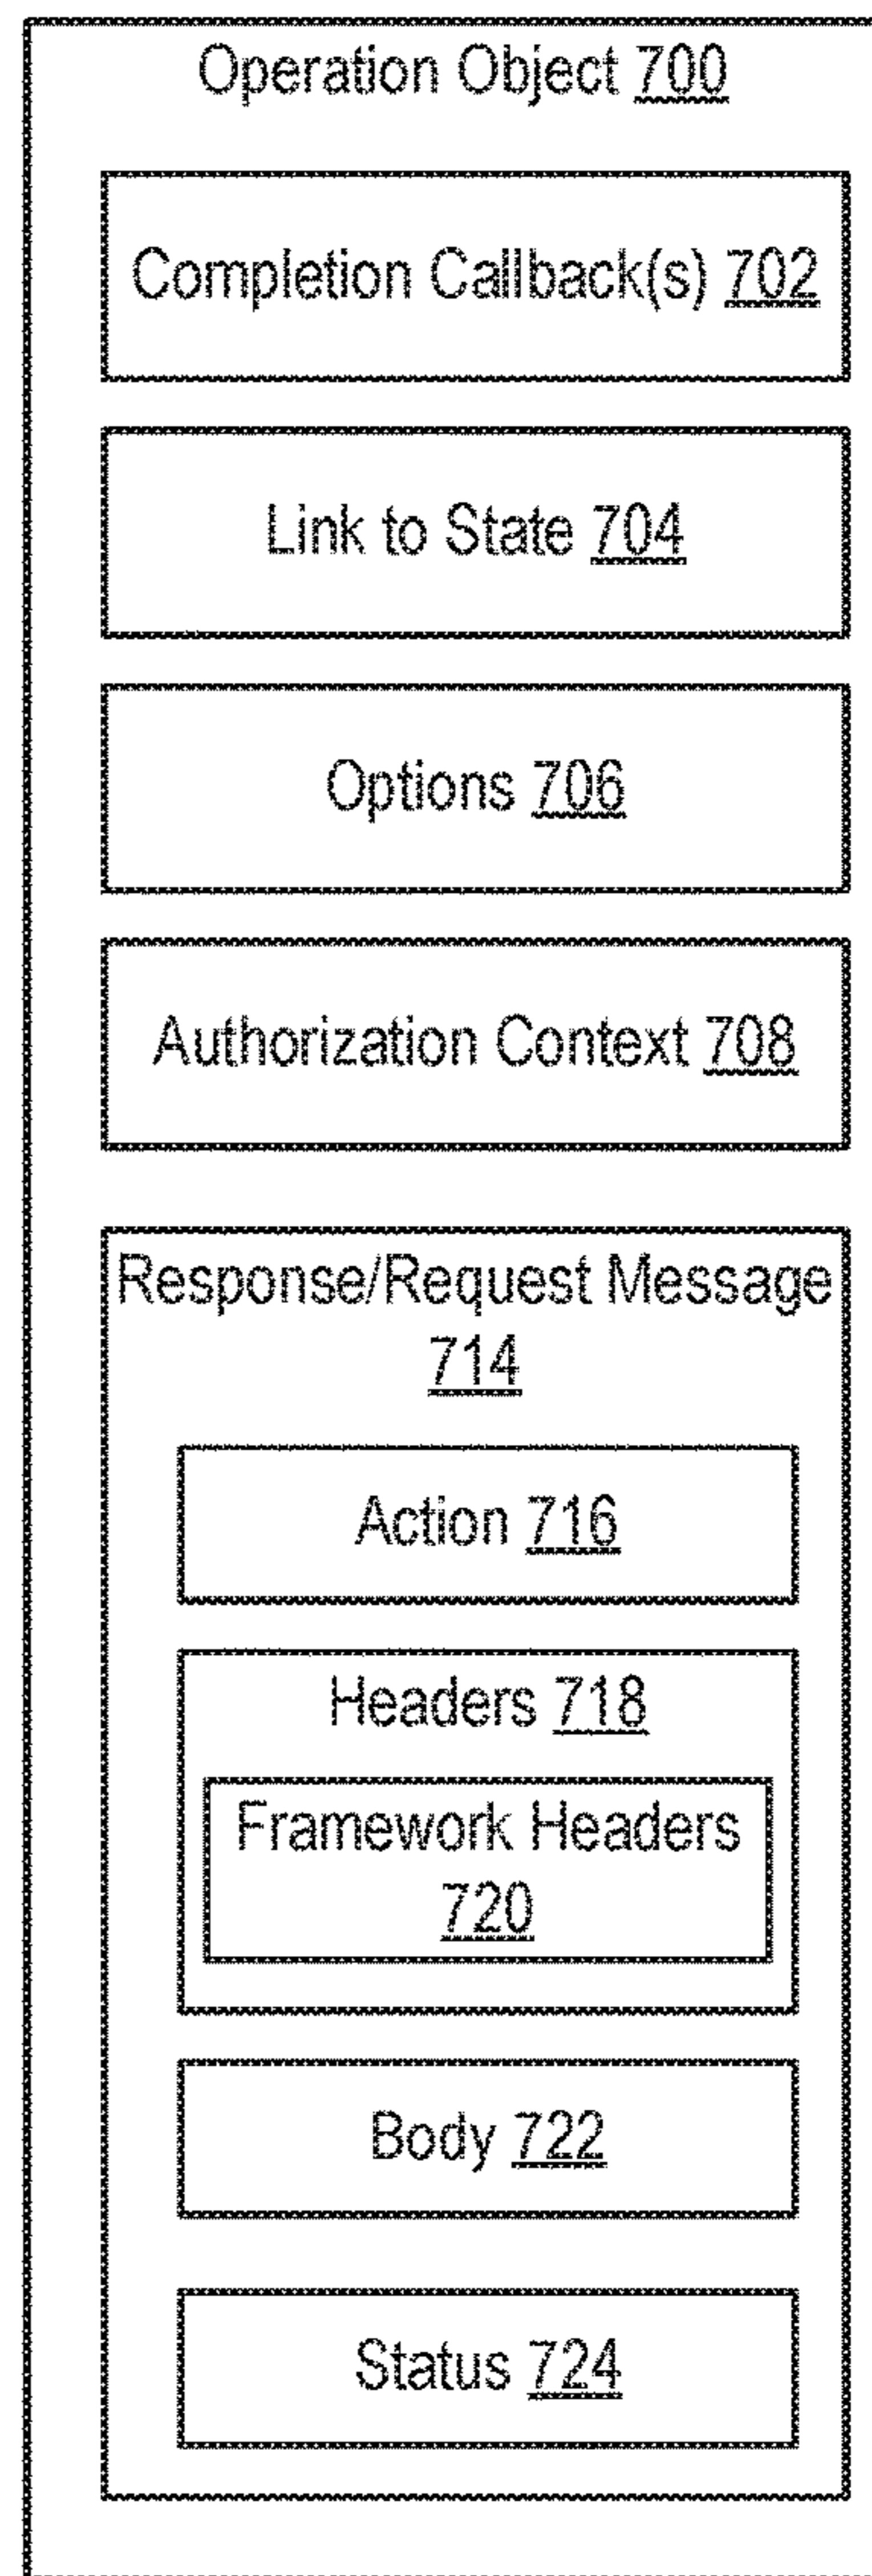 Operation Object 700
Completion Callback(s) 702
Link to State 704
Options 706
Authorization Context 708
Response/Request Message
714
Action 716
Headers 718
Framework Headers
720
Body 722
Status 724